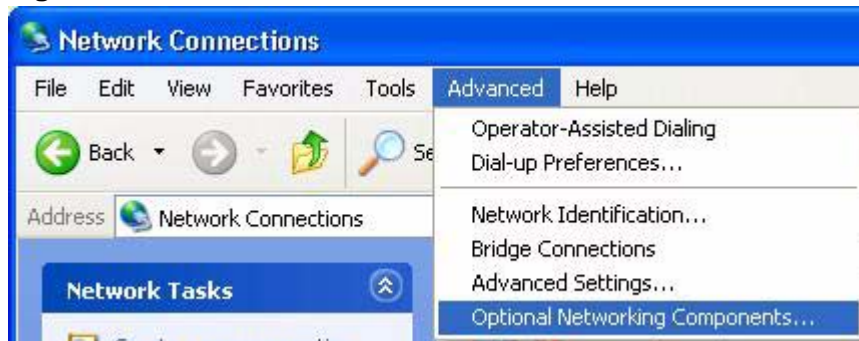 Network Connections
File Edit View Favorites Tools Advanced Help
Back
Operator-Assisted Dialing
Dial-up Preferences...
Address Network Connections
Network Identification...
Bridge Connections
Advanced Settings...
Network Tasks
Optional Networking Components...